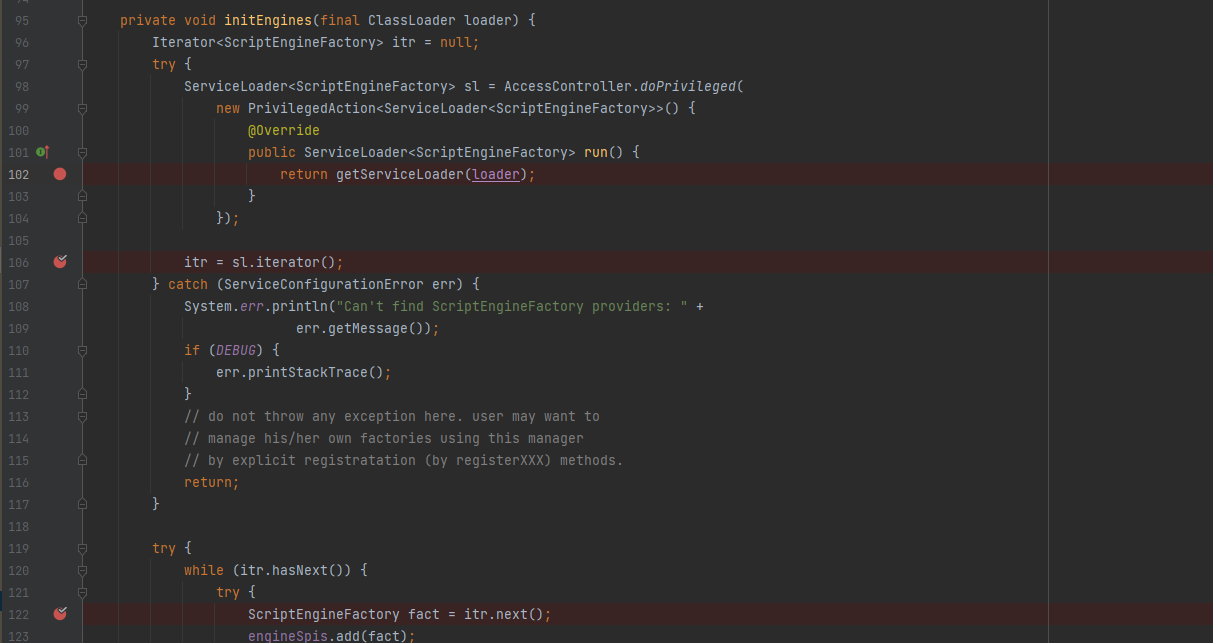 94
95 private void initEngines(final ClassLoader loader) {
96 Iterator<ScriptEngineFactory> itr = null;
97 try {
98 ServiceLoader<ScriptEngineFactory> sl = AccessController.doPrivileged(
99 new PrivilegedAction<ServiceLoader<ScriptEngineFactory>>() {
100 @Override
101 public ServiceLoader<ScriptEngineFactory> run() {
102 return getServiceLoader(loader);
103 }
104 });
105
106 itr = sl.iterator();
107 } catch (ServiceConfigurationError err) {
108 System.err.println("Can't find ScriptEngineFactory providers: " +
109 err.getMessage());
110 if (DEBUG) {
111 err.printStackTrace();
112 }
113 // do not throw any exception here. user may want to
114 // manage his/her own factories using this manager
115 // by explicit registratation (by registerXXX) methods.
116 return;
117 }
118
119 try {
120 while (itr.hasNext()) {
121 try {
122 ScriptEngineFactory fact = itr.next();
123 engineSpis.add(fact);